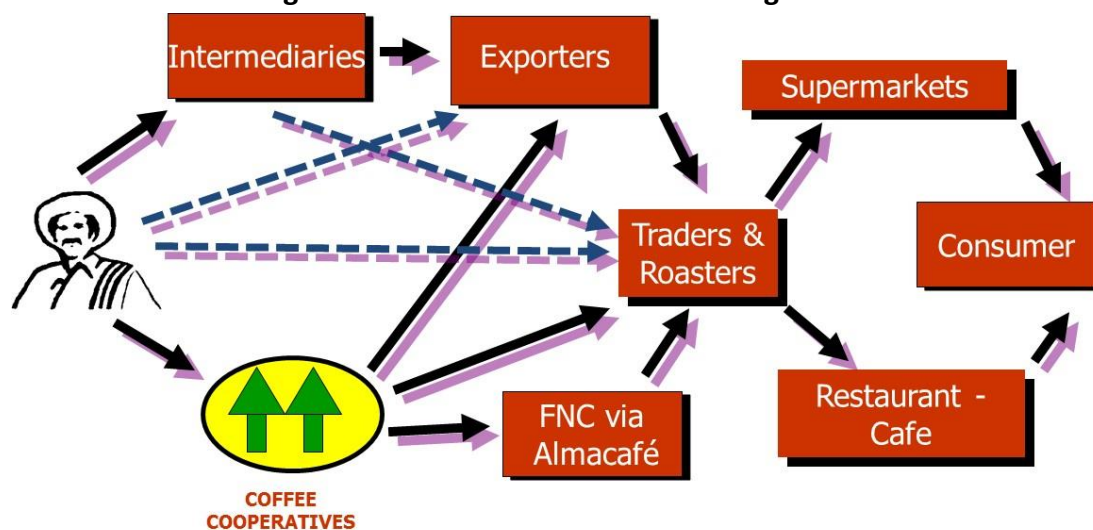 Intermediaries
Exporters
Supermarkets
Traders &
Roasters
Consumer
FNC via
Almacafé
Restaurant -
Cafe
COFFEE
COOPERATIVES